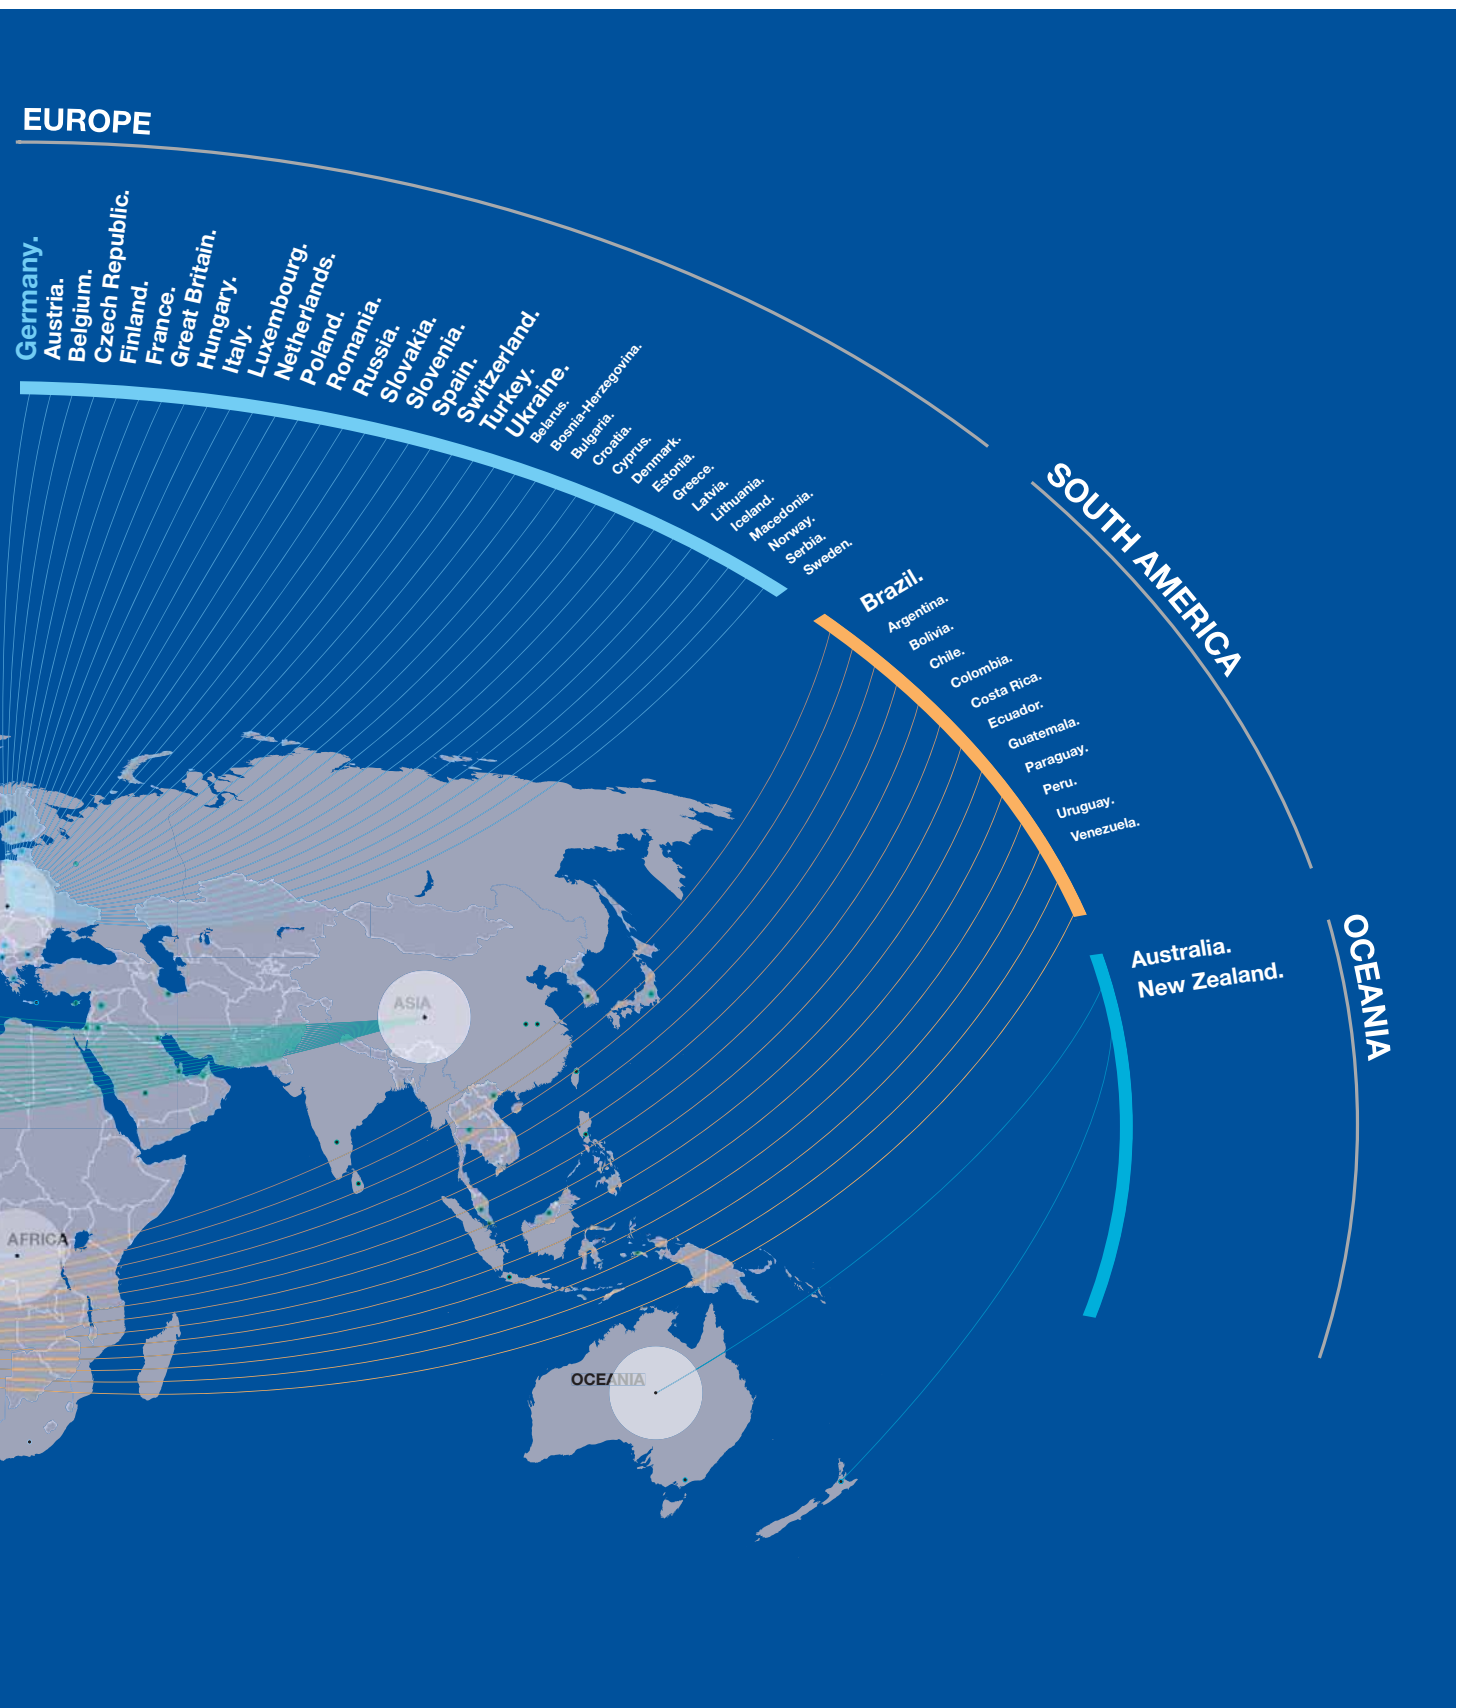 EUROPE
Germany.
Austria.
Belgium.
Czech Republic.
Finland.
France.
Great Britain.
Hungary.
Italy.
Luxembourg.
Netherlands.
Poland.
Romania.
Russia.
Slovakia.
Slovenia.
Spain.
Switzerland.
Turkey.
Ukraine.
Belarus.
Bosnia-Herzegovina.
Bulgaria.
Croatia.
Cyprus.
Denmark.
Estonia.
Greece.
Latvia.
Lithuania.
Iceland.
Macedonia.
Norway.
Serbia.
Sweden.
SOUTH AMERICA
Brazil.
Argentina.
Bolivia.
Chile.
Colombia.
Costa Rica.
Ecuador.
Guatemala.
Paraguay.
Peru.
Uruguay.
Venezuela.
OCEANIA
Australia.
New Zealand.
ASIA
AFRICA
OCEANIA